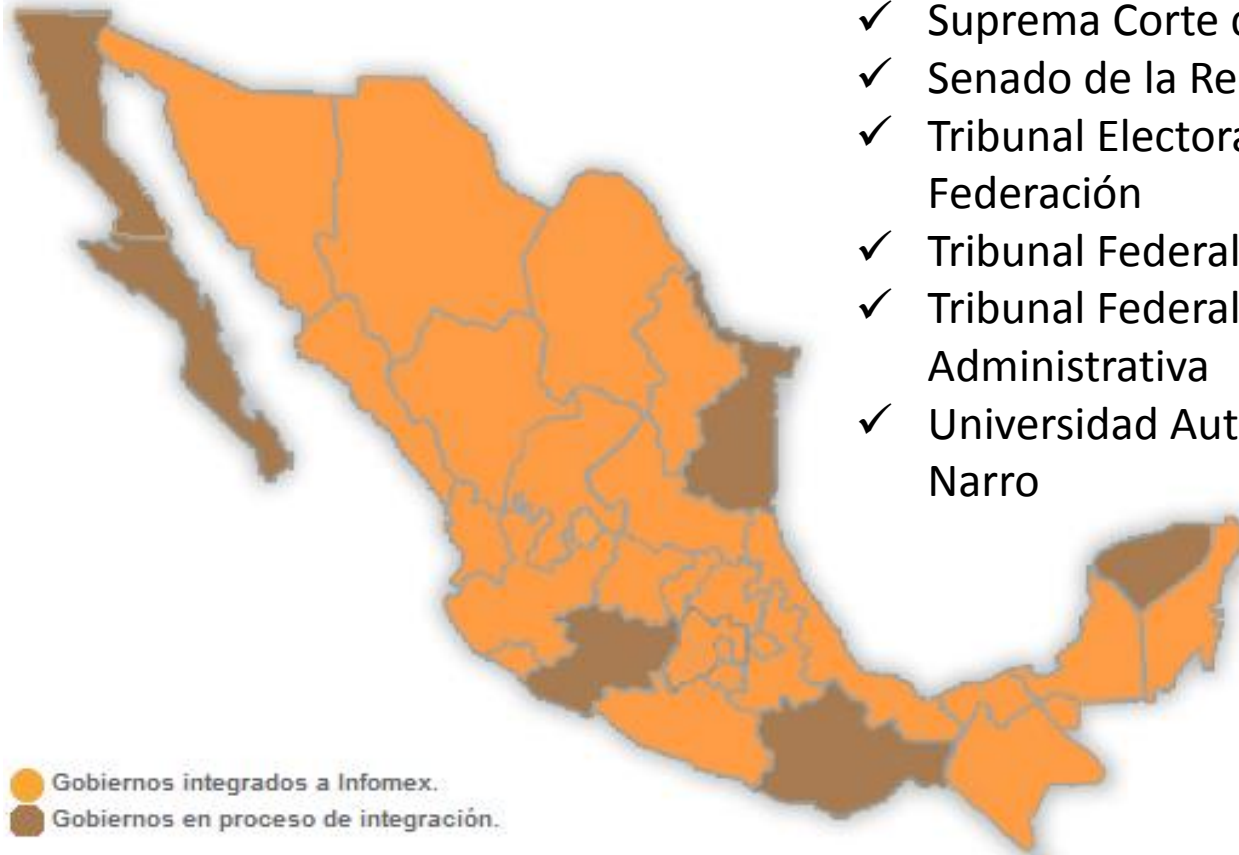 ✓ Suprema Corte
✓ Senado de la Re
✓ Tribunal Electora
Federación
✓ Tribunal Federal
✓ Tribunal Federal
Administrativa
✓ Universidad Aut
Narro
Gobiernos integrados a Infomex.
Gobiernos en proceso de integración.